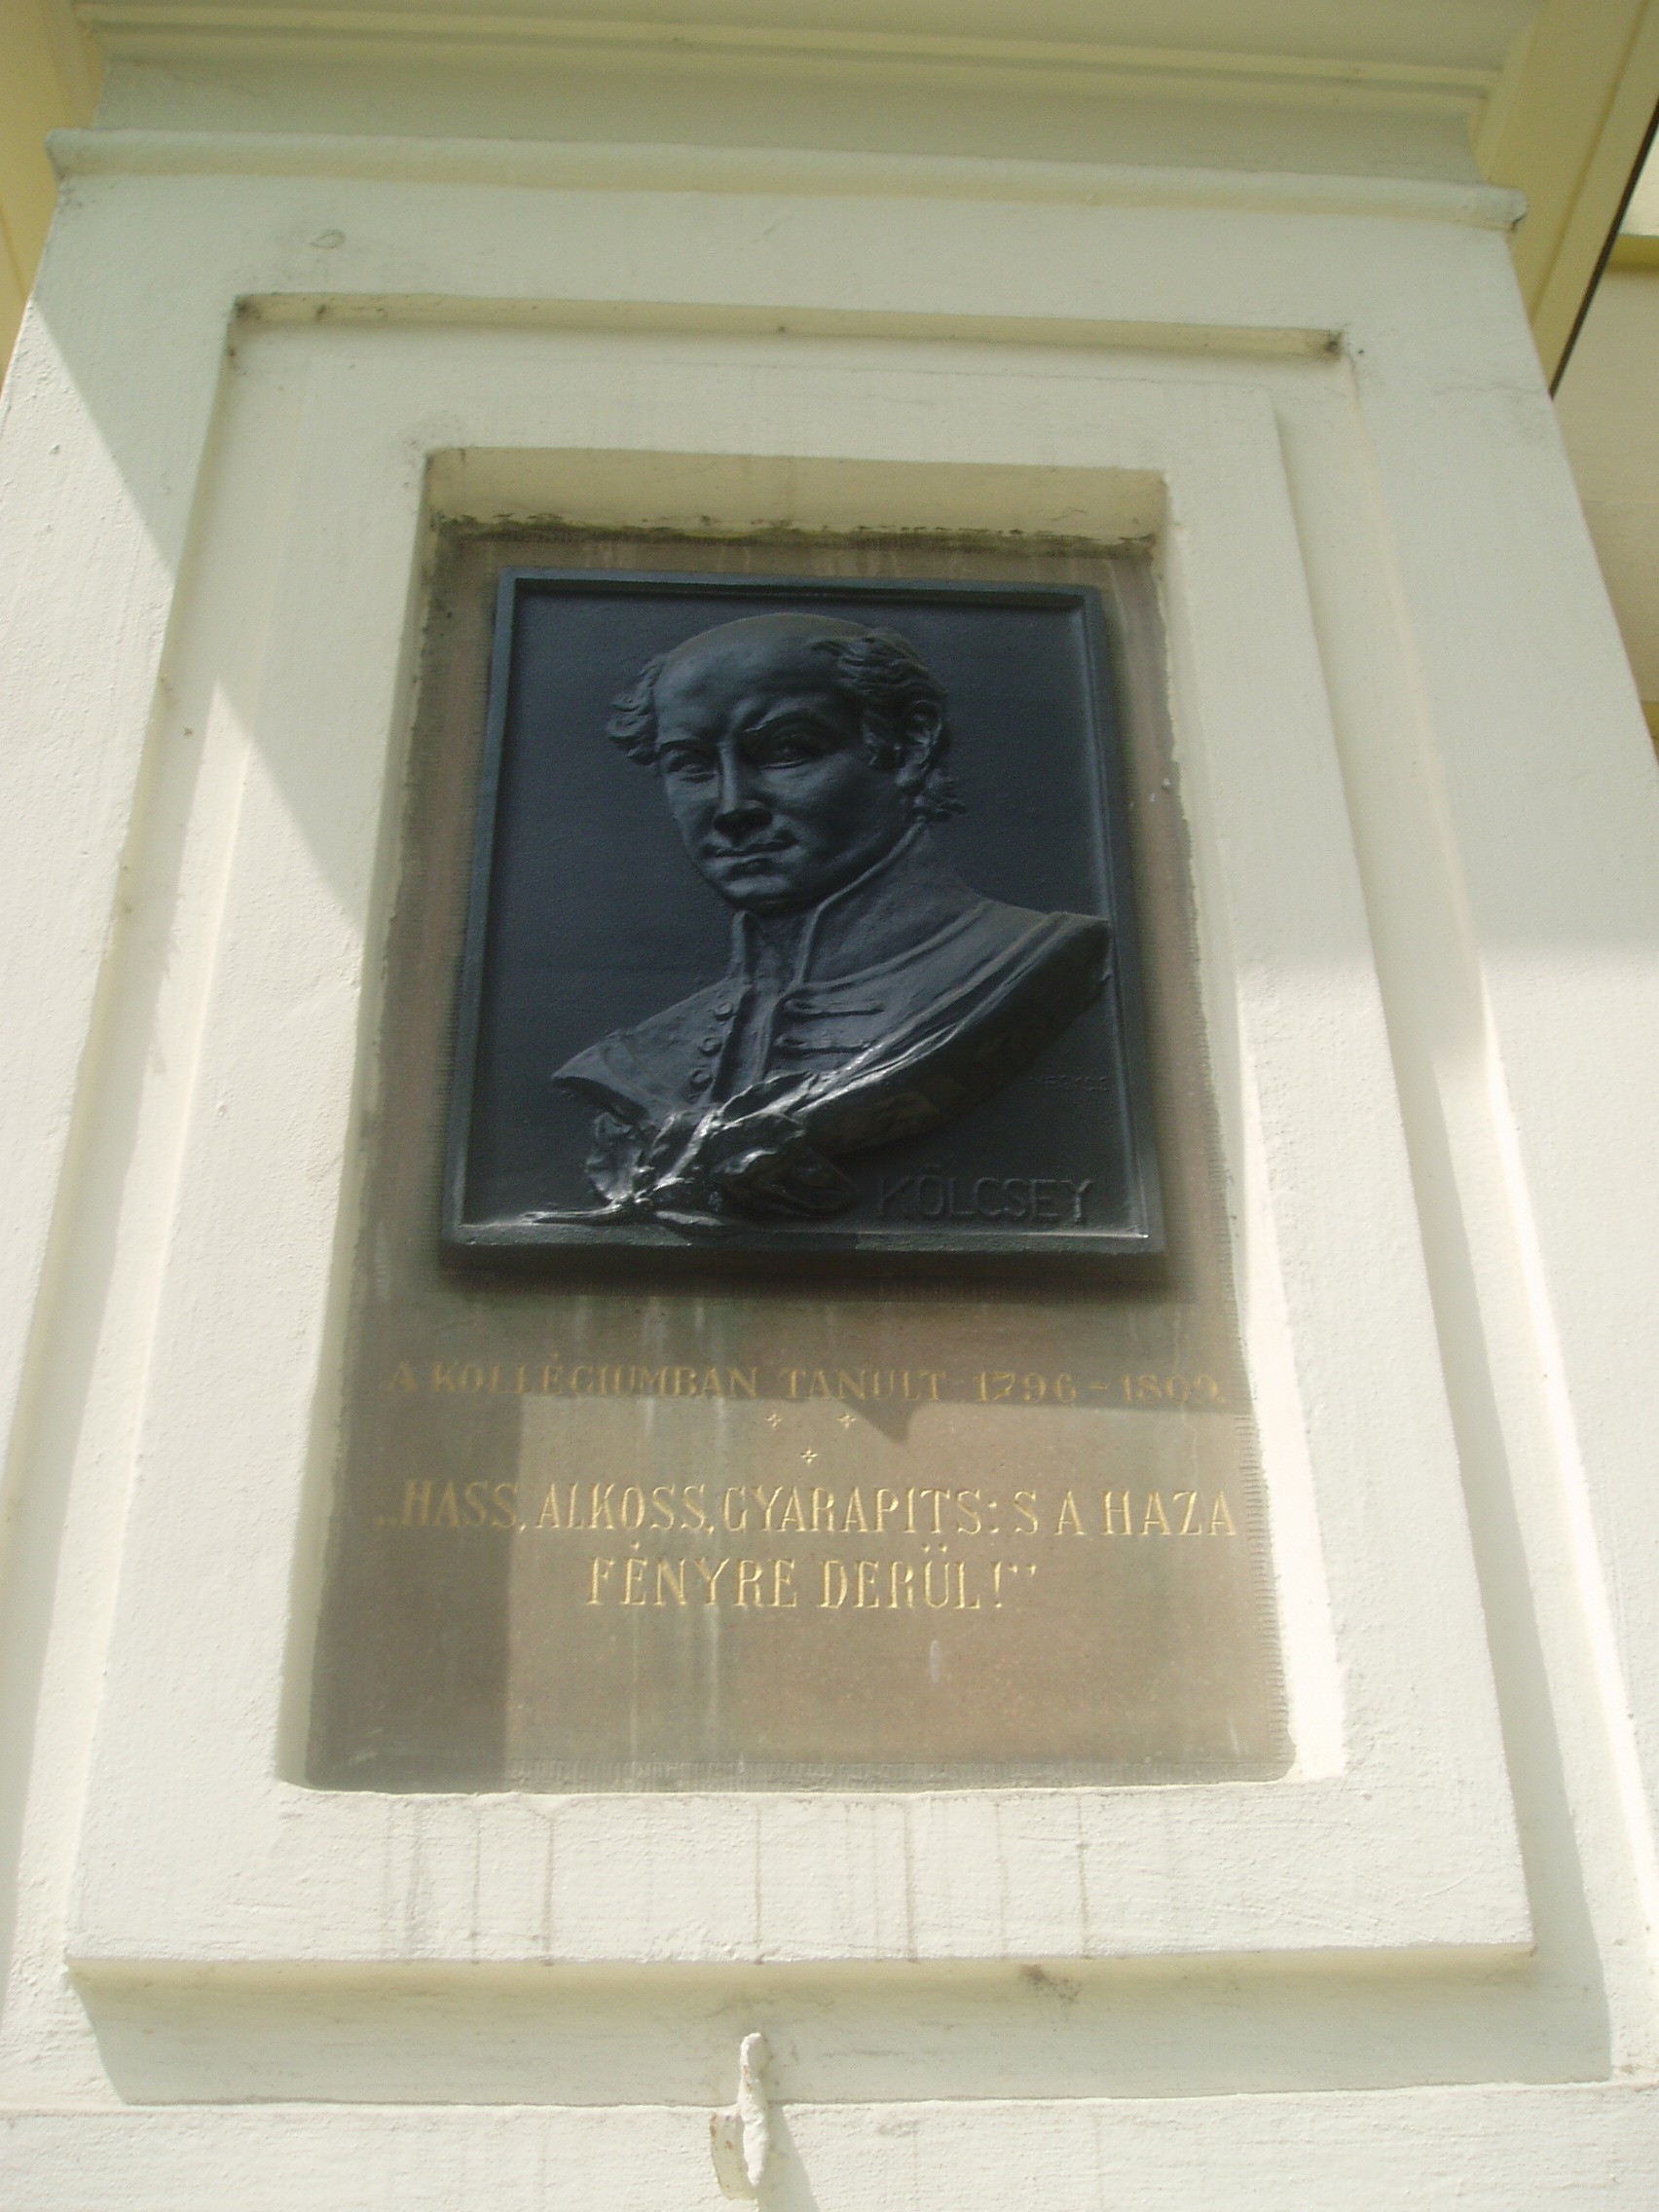 KÖLCSEY
A KOLLÉGIUMBAN TANULT 1796-1809.
„HASS, ALKOSS, GYARAPITS: S A HAZA
FÉNYRE DERÜL!"